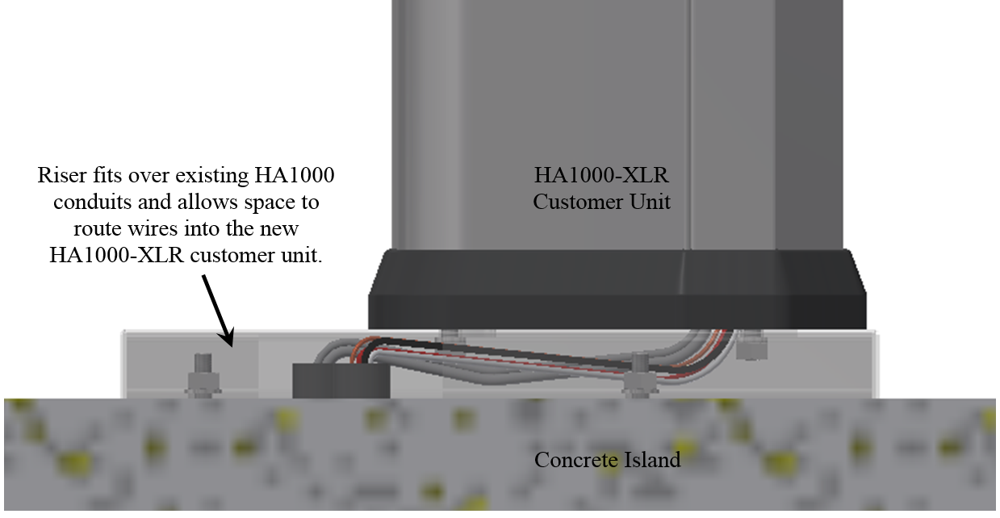 Riser fits over existing HA1000
conduits and allows space to
route wires into the new
HA1000-XLR customer unit.
HA1000-XLR
Customer Unit
Concrete Island